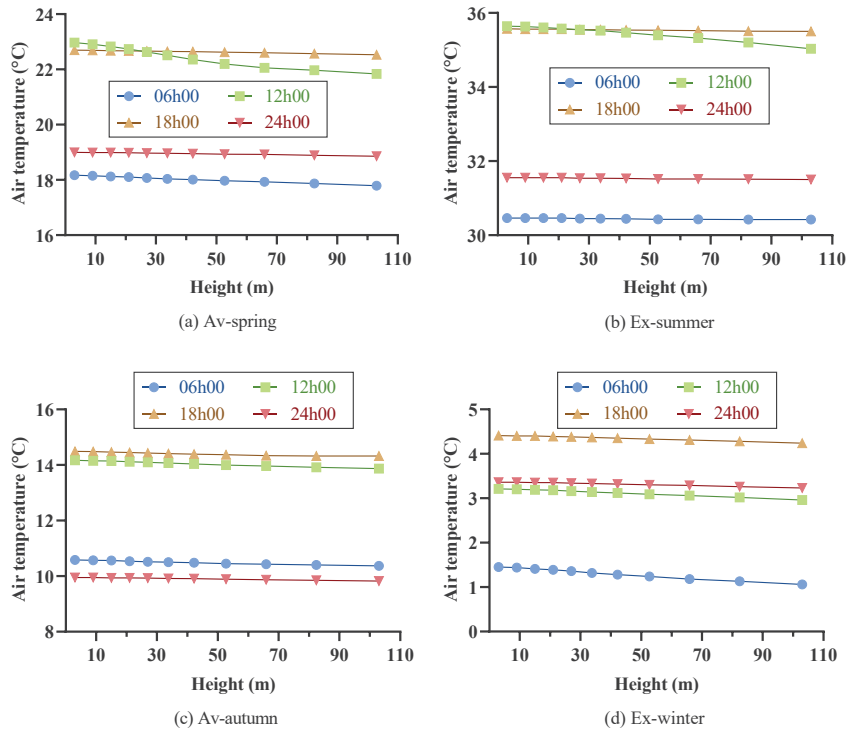 24
22
20
18
16
Air temperature (°C)
06h00 12h00
18h00 24h00
10 30 50 70 90 110
Height (m)
(a) Av-spring
36
35
32
31
30
Air temperature (°C)
06h00 12h00
18h00 24h00
10 30 50 70 90 110
Height (m)
(b) Ex-summer
16
14
12
10
8
Air temperature (°C)
06h00 12h00
18h00 24h00
10 30 50 70 90 110
Height (m)
(c) Av-autumn
5
4
3
2
1
0
Air temperature (°C)
06h00 12h00
18h00 24h00
10 30 50 70 90 110
Height (m)
(d) Ex-winter